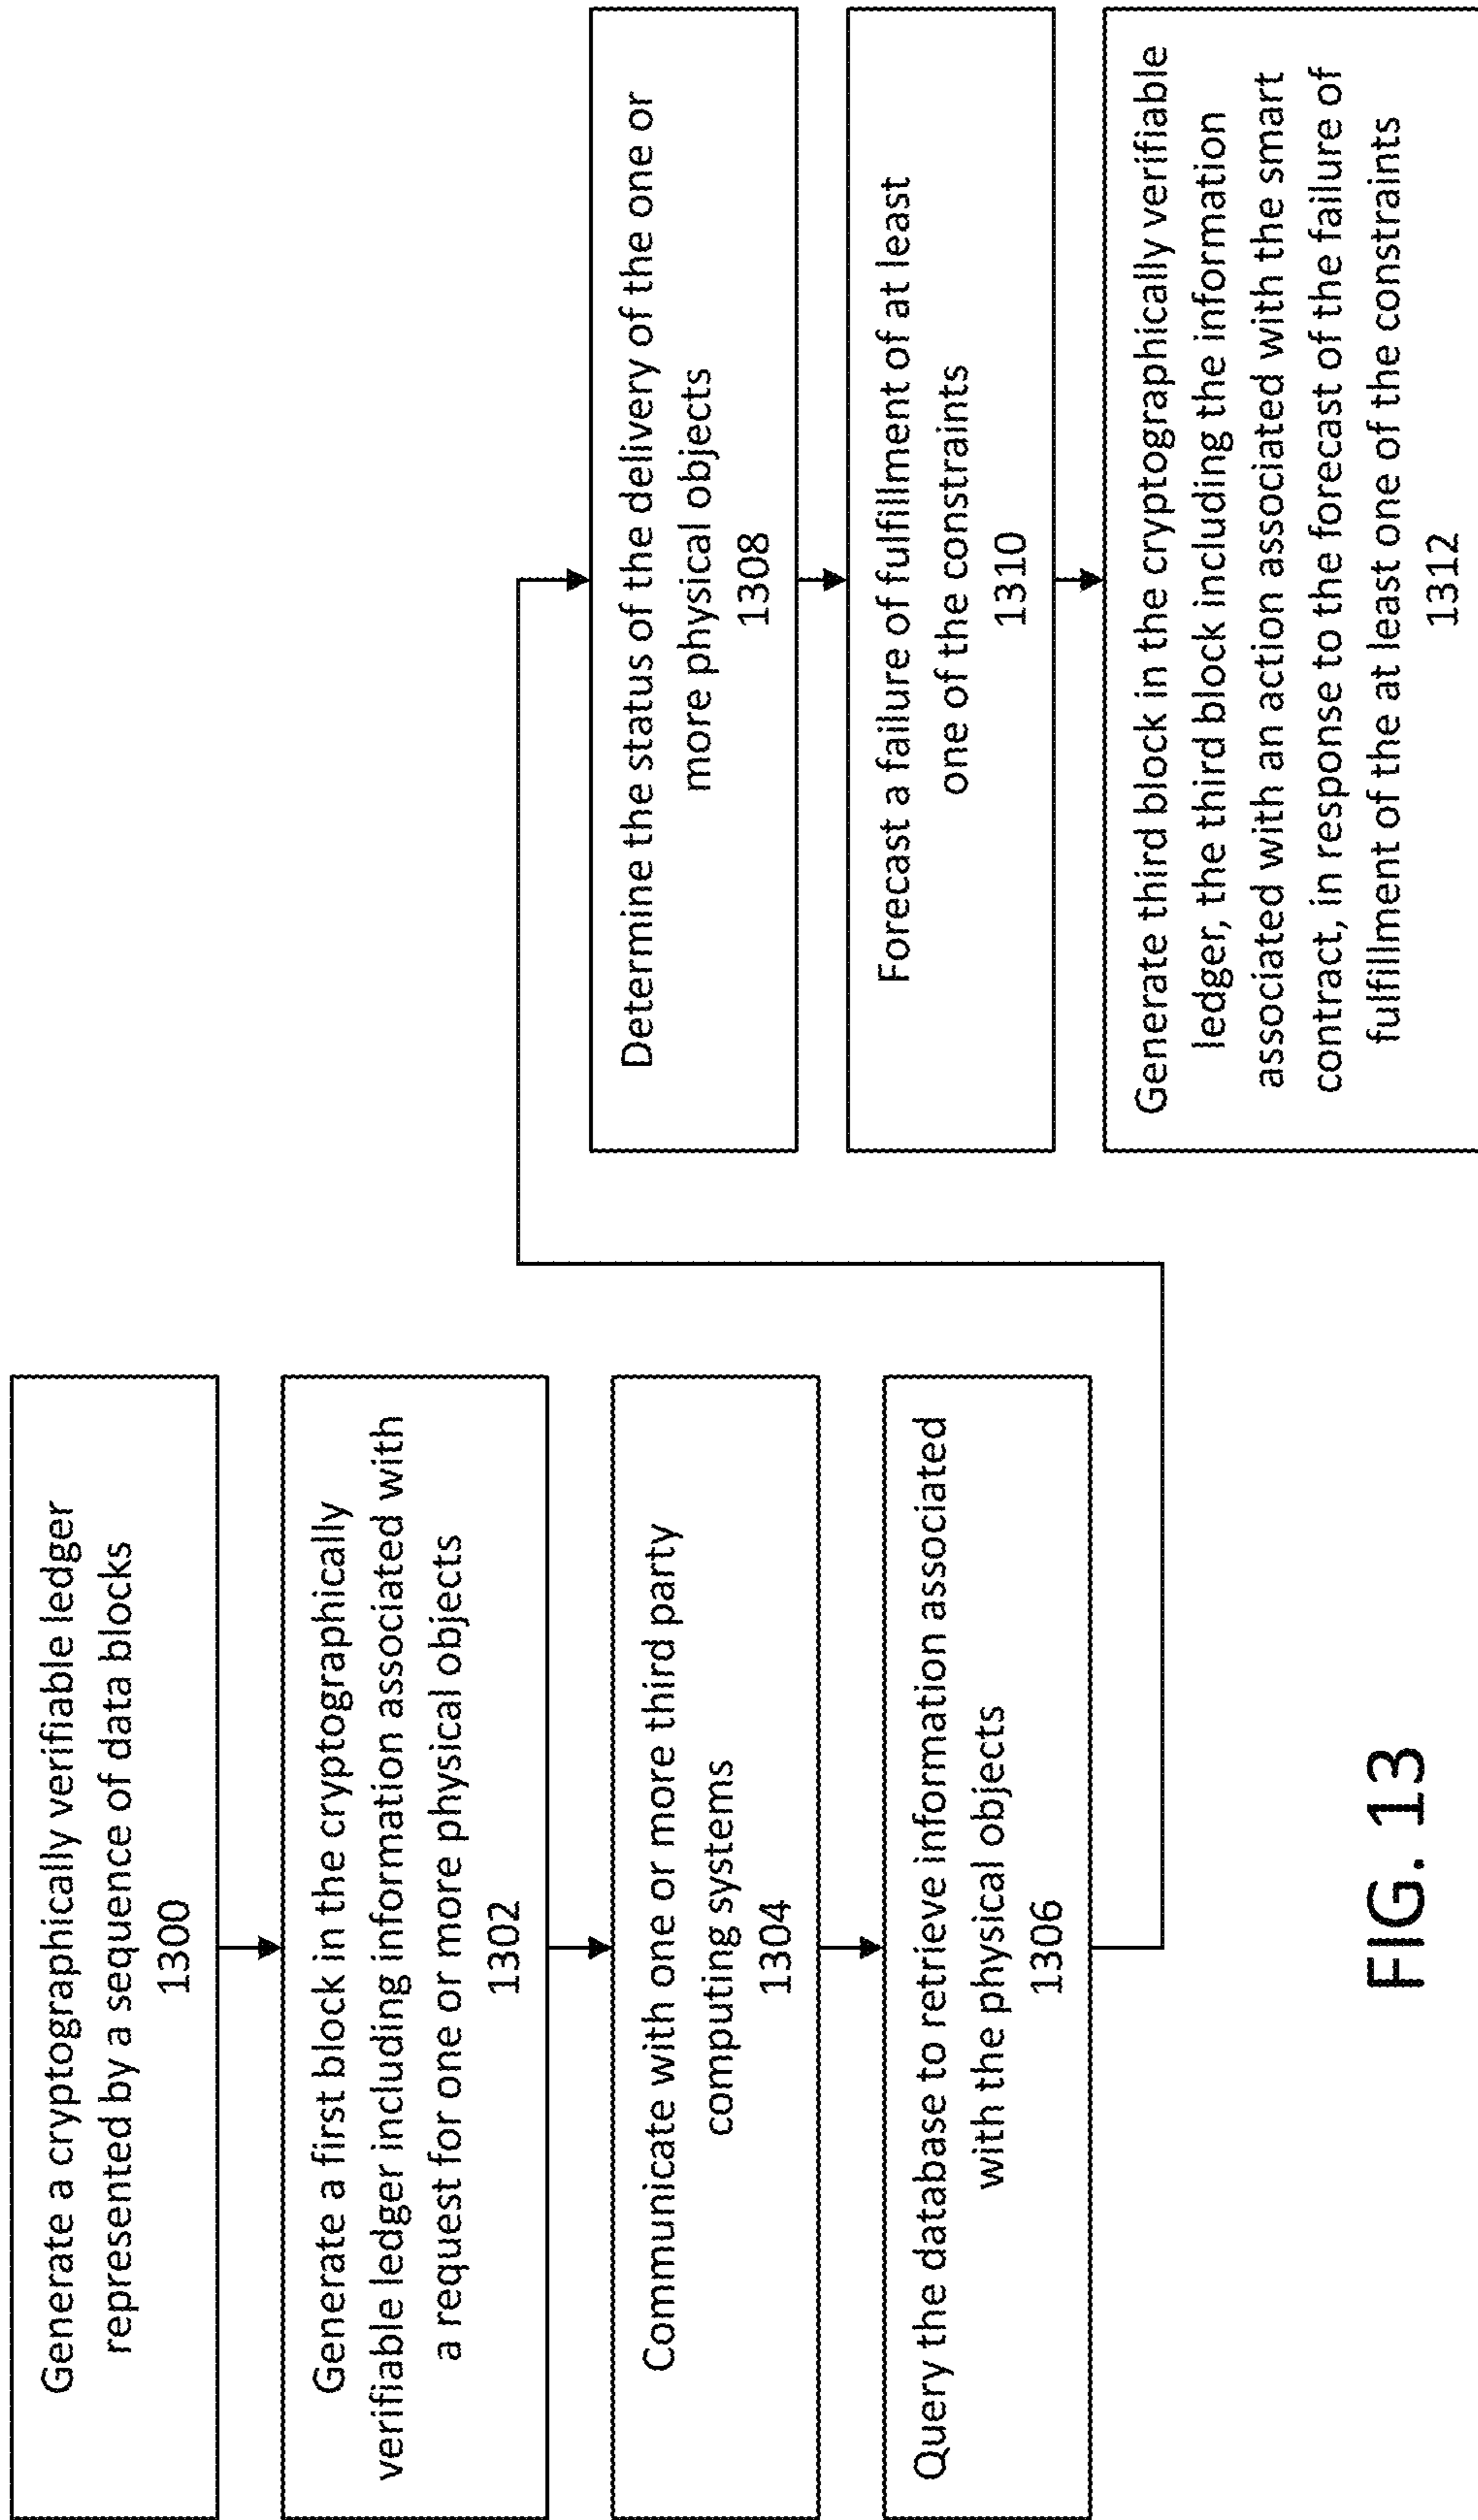 Generate a cryptographically verifiable ledger
represented by a sequence of data blocks
1300
Generate a first block in the cryptographically
verifiable ledger including information associated with
a request for one or more physical objects
1302
Communicate with one or more third party
computing systems
1304
Query the database to retrieve information associated
with the physical objects
1306
Determine the status of the delivery of the one or
more physical objects
1308
Forecast a failure of fulfillment of at least
one of the constraints
1310
Generate third block in the cryptographically verifiable
ledger, the third block including the information
associated with an action associated with the smart
contract, in response to the forecast of the failure of
fulfillment of the at least one of the constraints
1312
FIG. 13